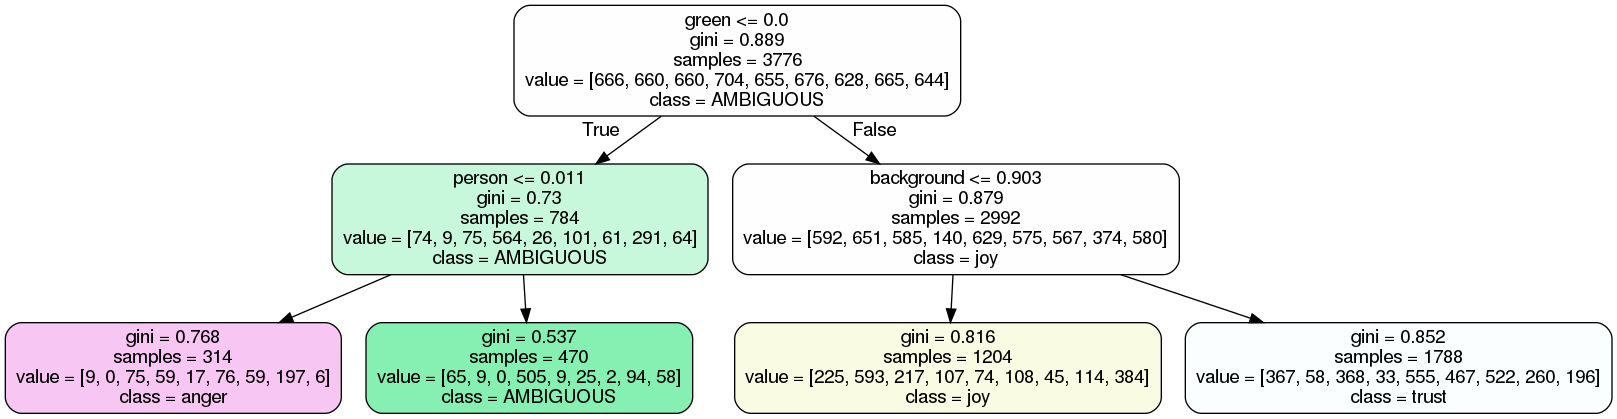 green <= 0.0
gini = 0.889
samples = 3776
value = [666, 660, 660, 704, 655, 676, 628, 665, 644]
class = AMBIGUOUS
True
False
person <= 0.011
gini = 0.73
samples = 784
value = [74, 9, 75, 564, 26, 101, 61, 291, 64]
class = AMBIGUOUS
background <= 0.903
gini = 0.879
samples = 2992
value = [592, 651, 585, 140, 629, 575, 567, 374, 580]
class = joy
gini = 0.768
samples = 314
value = [9, 0, 75, 59, 17, 76, 59, 197, 6]
class = anger
gini = 0.537
samples = 470
value = [65, 9, 0, 505, 9, 25, 2, 94, 58]
class = AMBIGUOUS
gini = 0.816
samples = 1204
value = [225, 593, 217, 107, 74, 108, 45, 114, 384]
class = joy
gini = 0.852
samples = 1788
value = [367, 58, 368, 33, 555, 467, 522, 260, 196]
class = trust